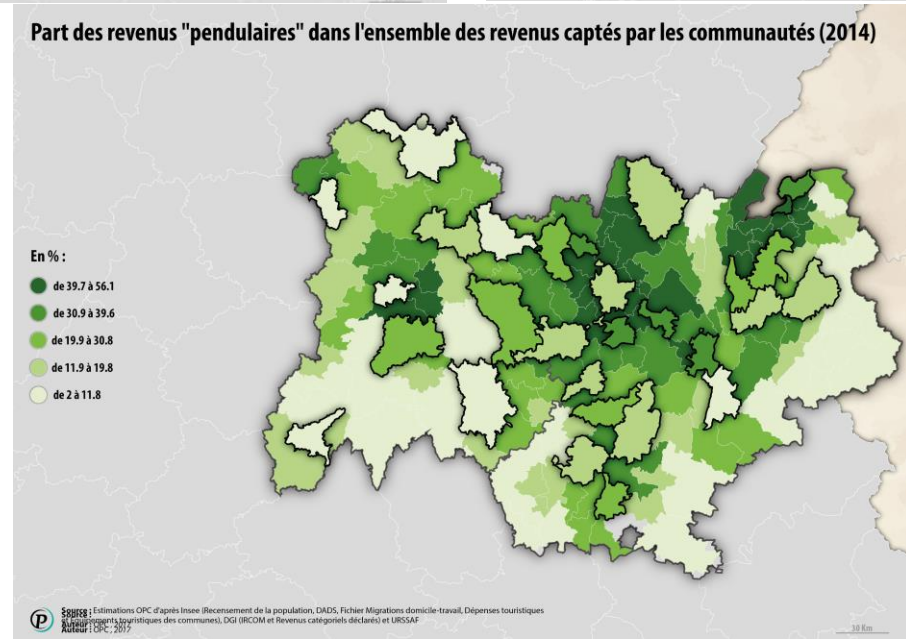 Part des revenus "pendulaires" dans l'ensemble des revenus captés par les communautés (2014)
En % :
de 39.7 à 56.1
de 30.9 à 39.6
de 19.9 à 30.8
de 11.9 à 19.8
de 2 à 11.8
P
Source : Estimations OPC d'après Insee (Recensement de la population, DADS, Fichier Migrations domicile-travail, Dépenses touristiques
et Equipements touristiques des communes), DGI (IRCOM et Revenus catégoriels déclarés) et URSSAF
Auteur : OPC, 2017
30 Km